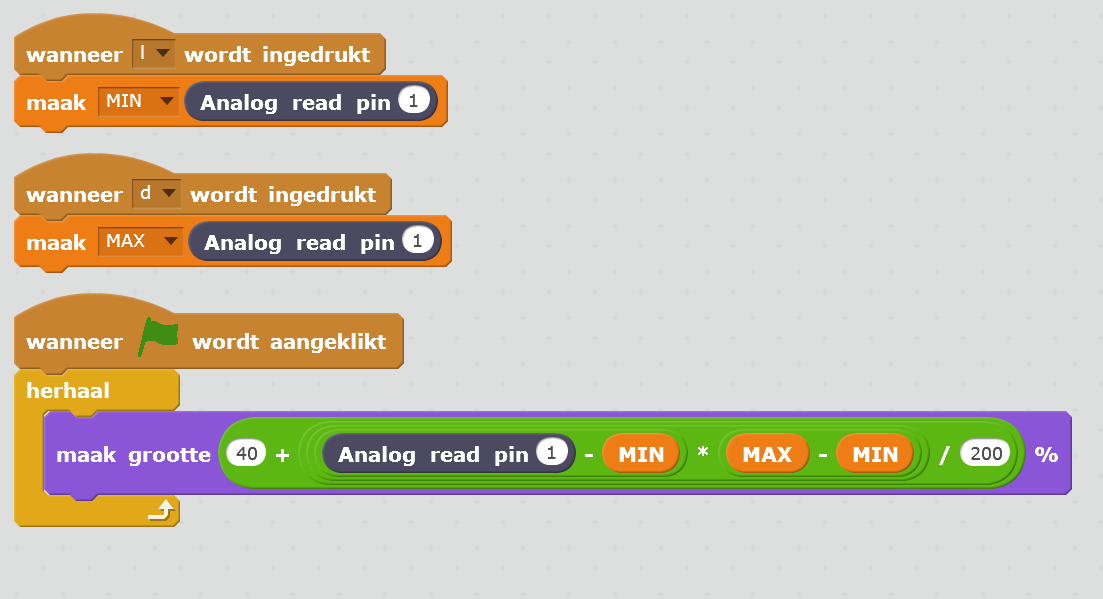 wanneer l wordt ingedrukt
maak MIN Analog read pin 1
wanneer d wordt ingedrukt
maak MAX Analog read pin 1
wanneer wordt aangeklikt
herhaal
maak grootte 40 + Analog read pin 1 - MIN * MAX - MIN / 200 %